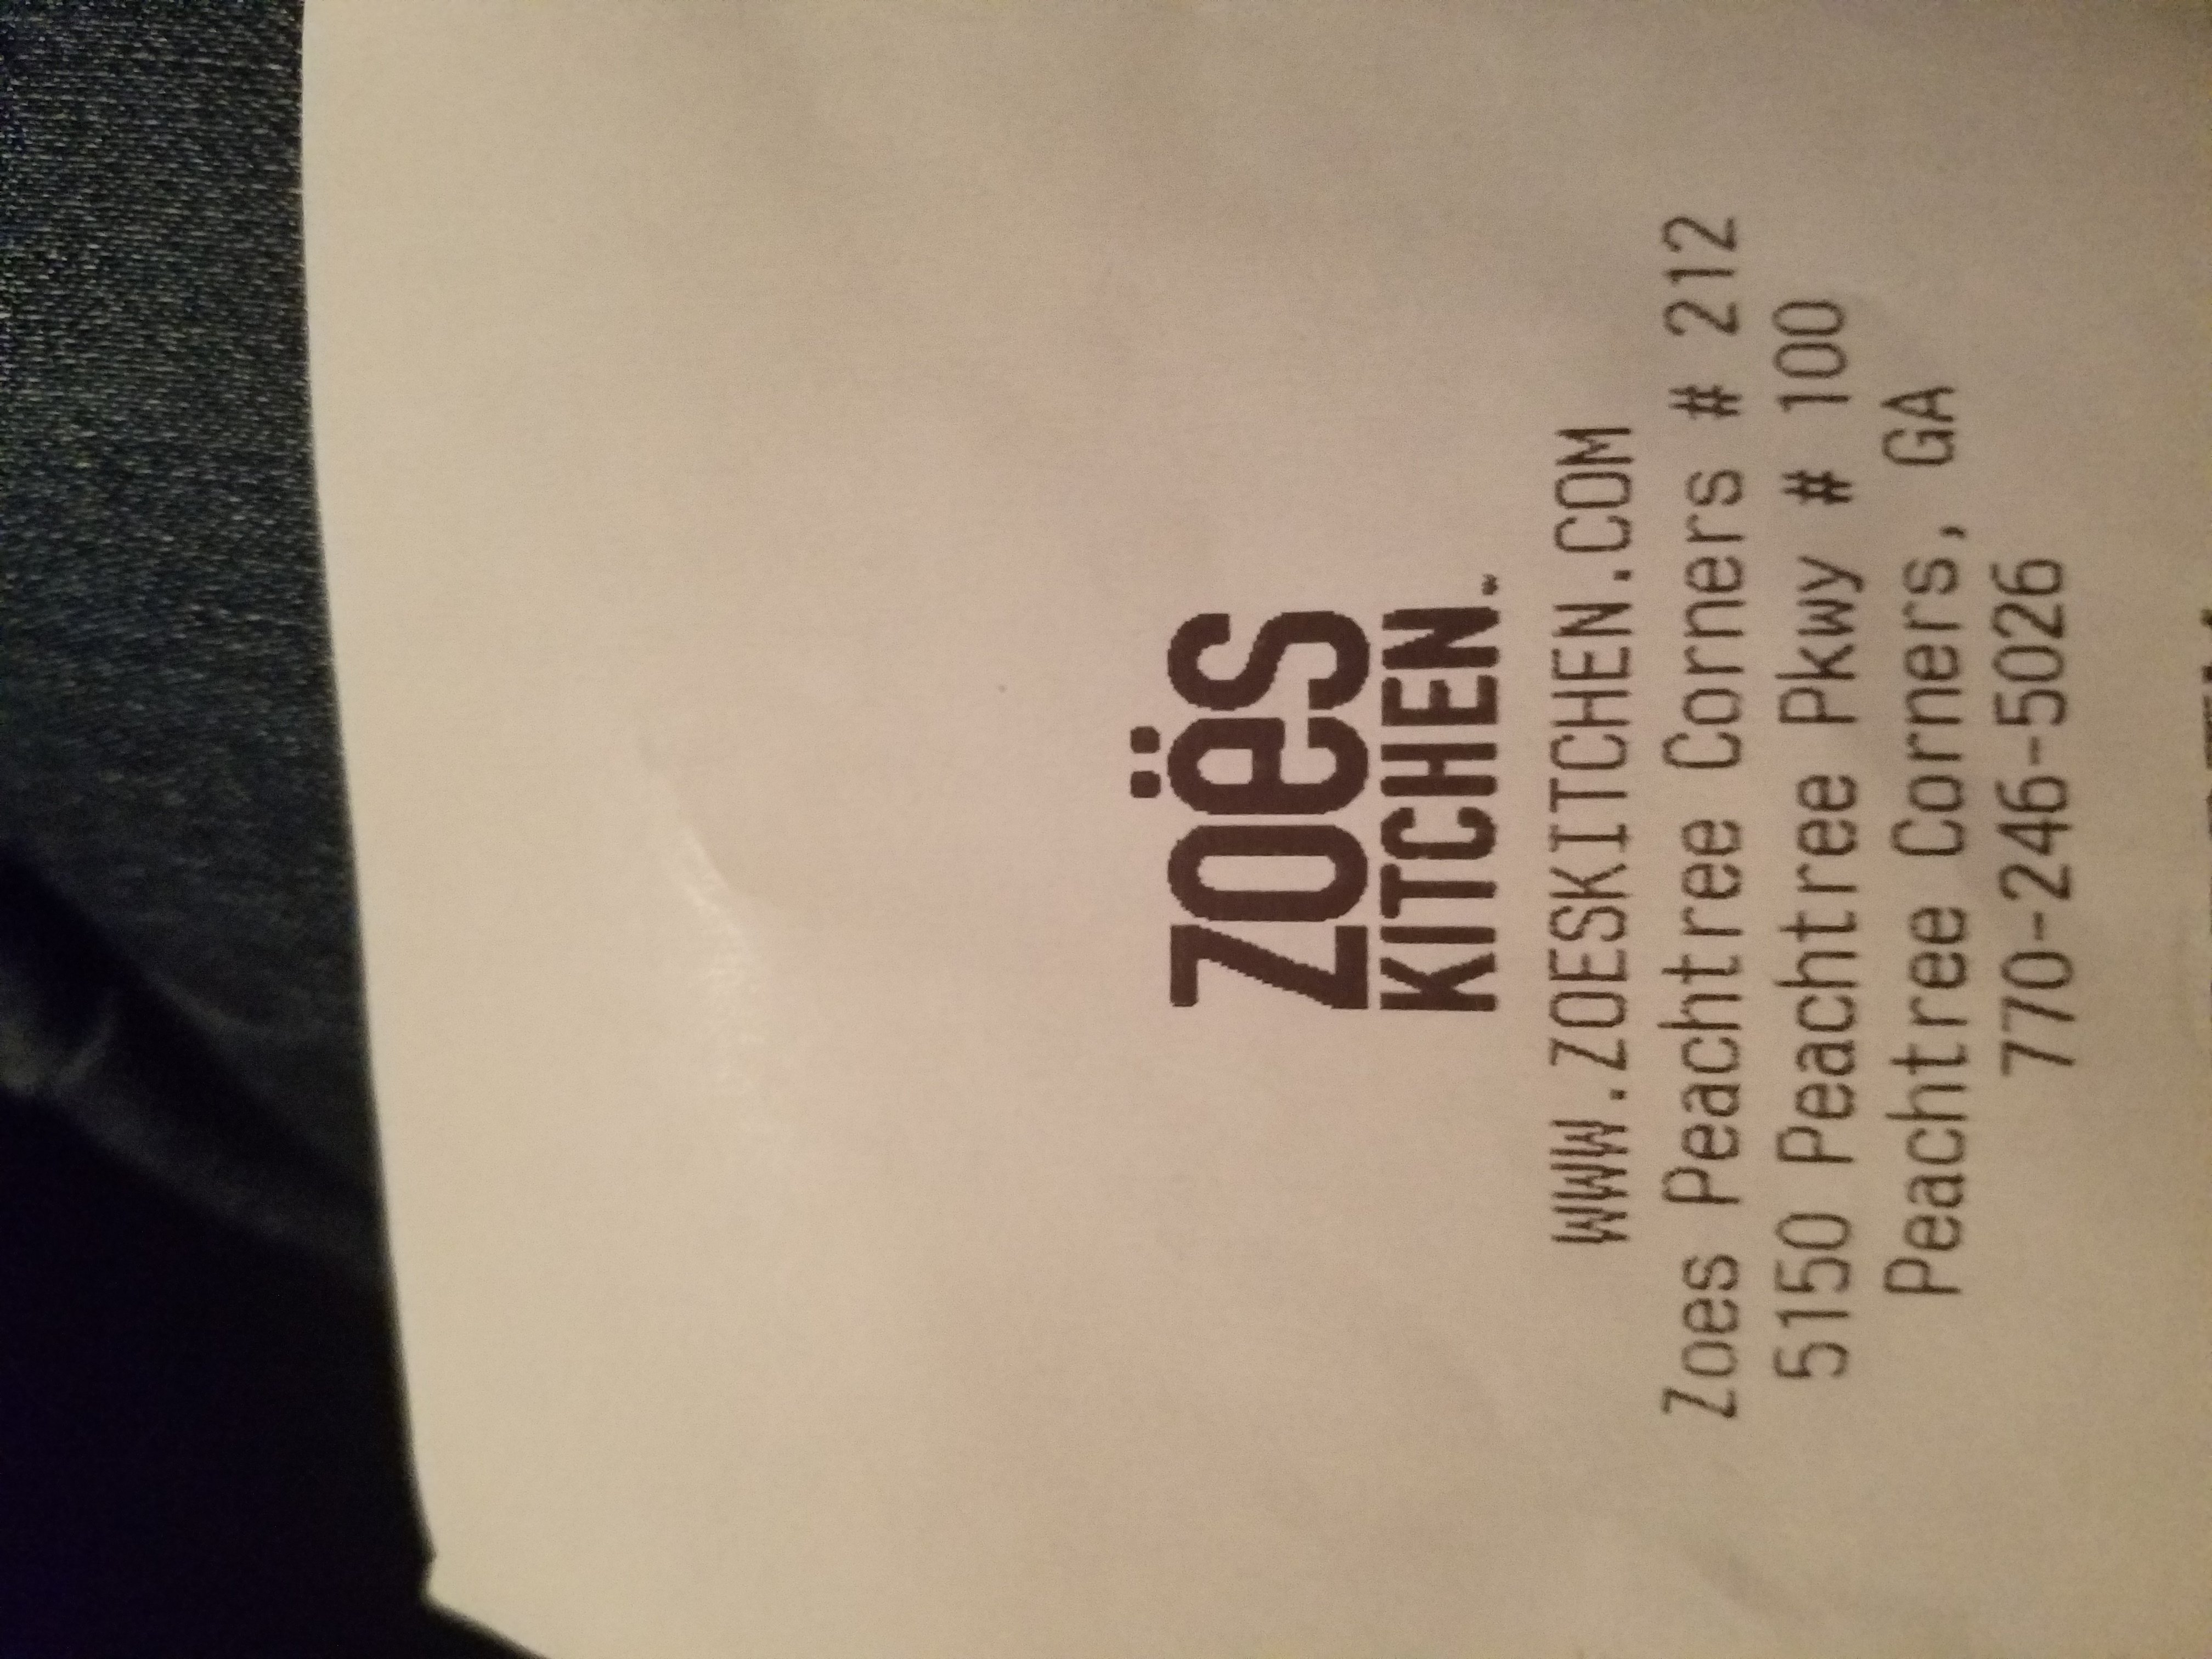 zoës
KITCHEN
WWW.ZOESKITCHEN.COM
Zoes Peachtree Corners # 212
5150 Peachtree Pkwy # 100
Peachtree Corners, GA
770-246-5026